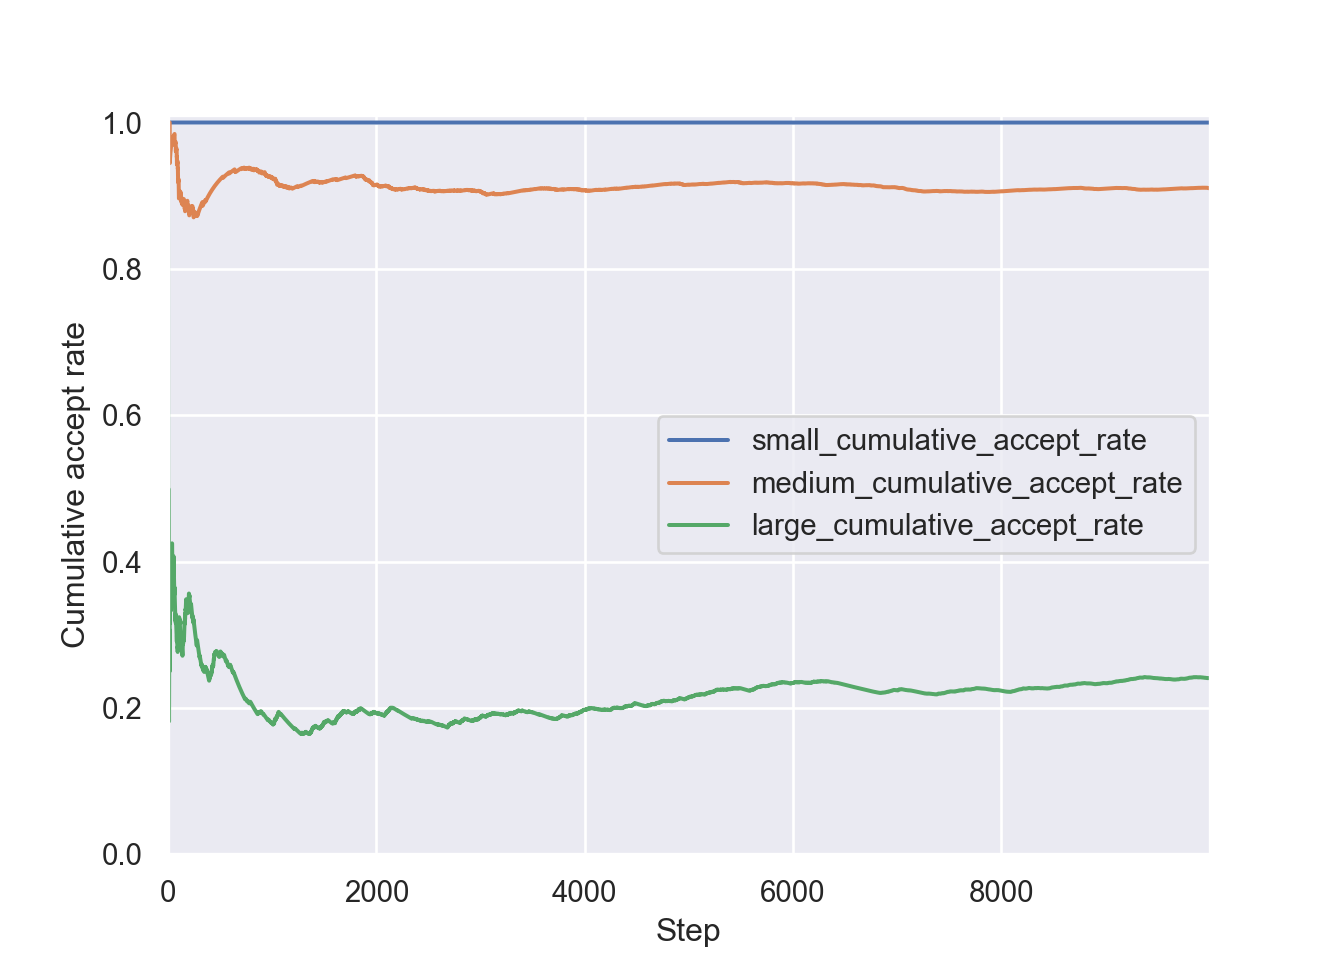 1.0
0.8
0.6
0.4
0.2
0.0
Cumulative accept rate
small_cumulative_accept_rate
medium_cumulative_accept_rate
large_cumulative_accept_rate
0 2000 4000 6000 8000
Step